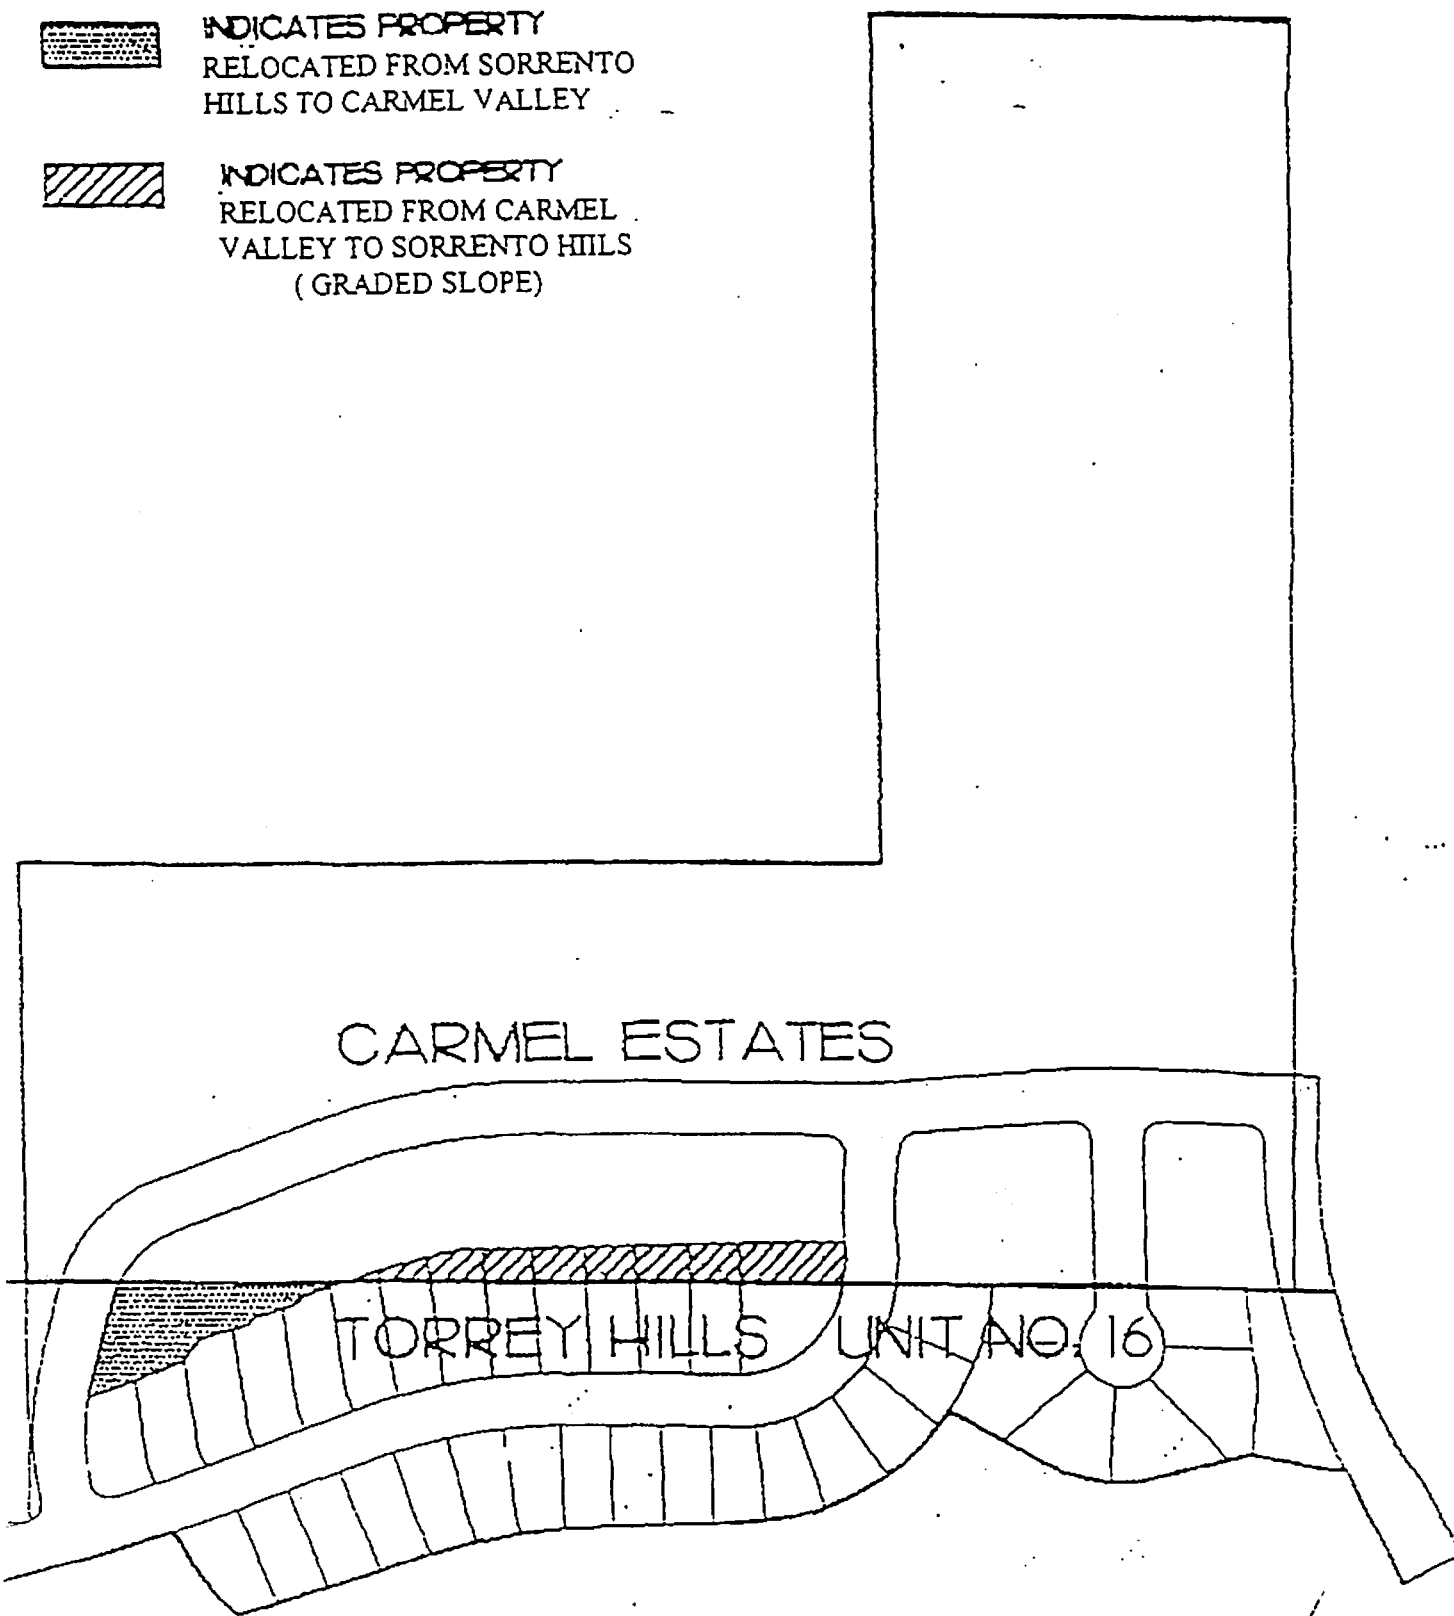 INDICATES PROPERTY
RELOCATED FROM SORRENTO
HILLS TO CARMEL VALLEY
INDICATES PROPERTY
RELOCATED FROM CARMEL
VALLEY TO SORRENTO HIILS
( GRADED SLOPE)
CARMEL ESTATES
TORREY HILLS UNIT NO. 16